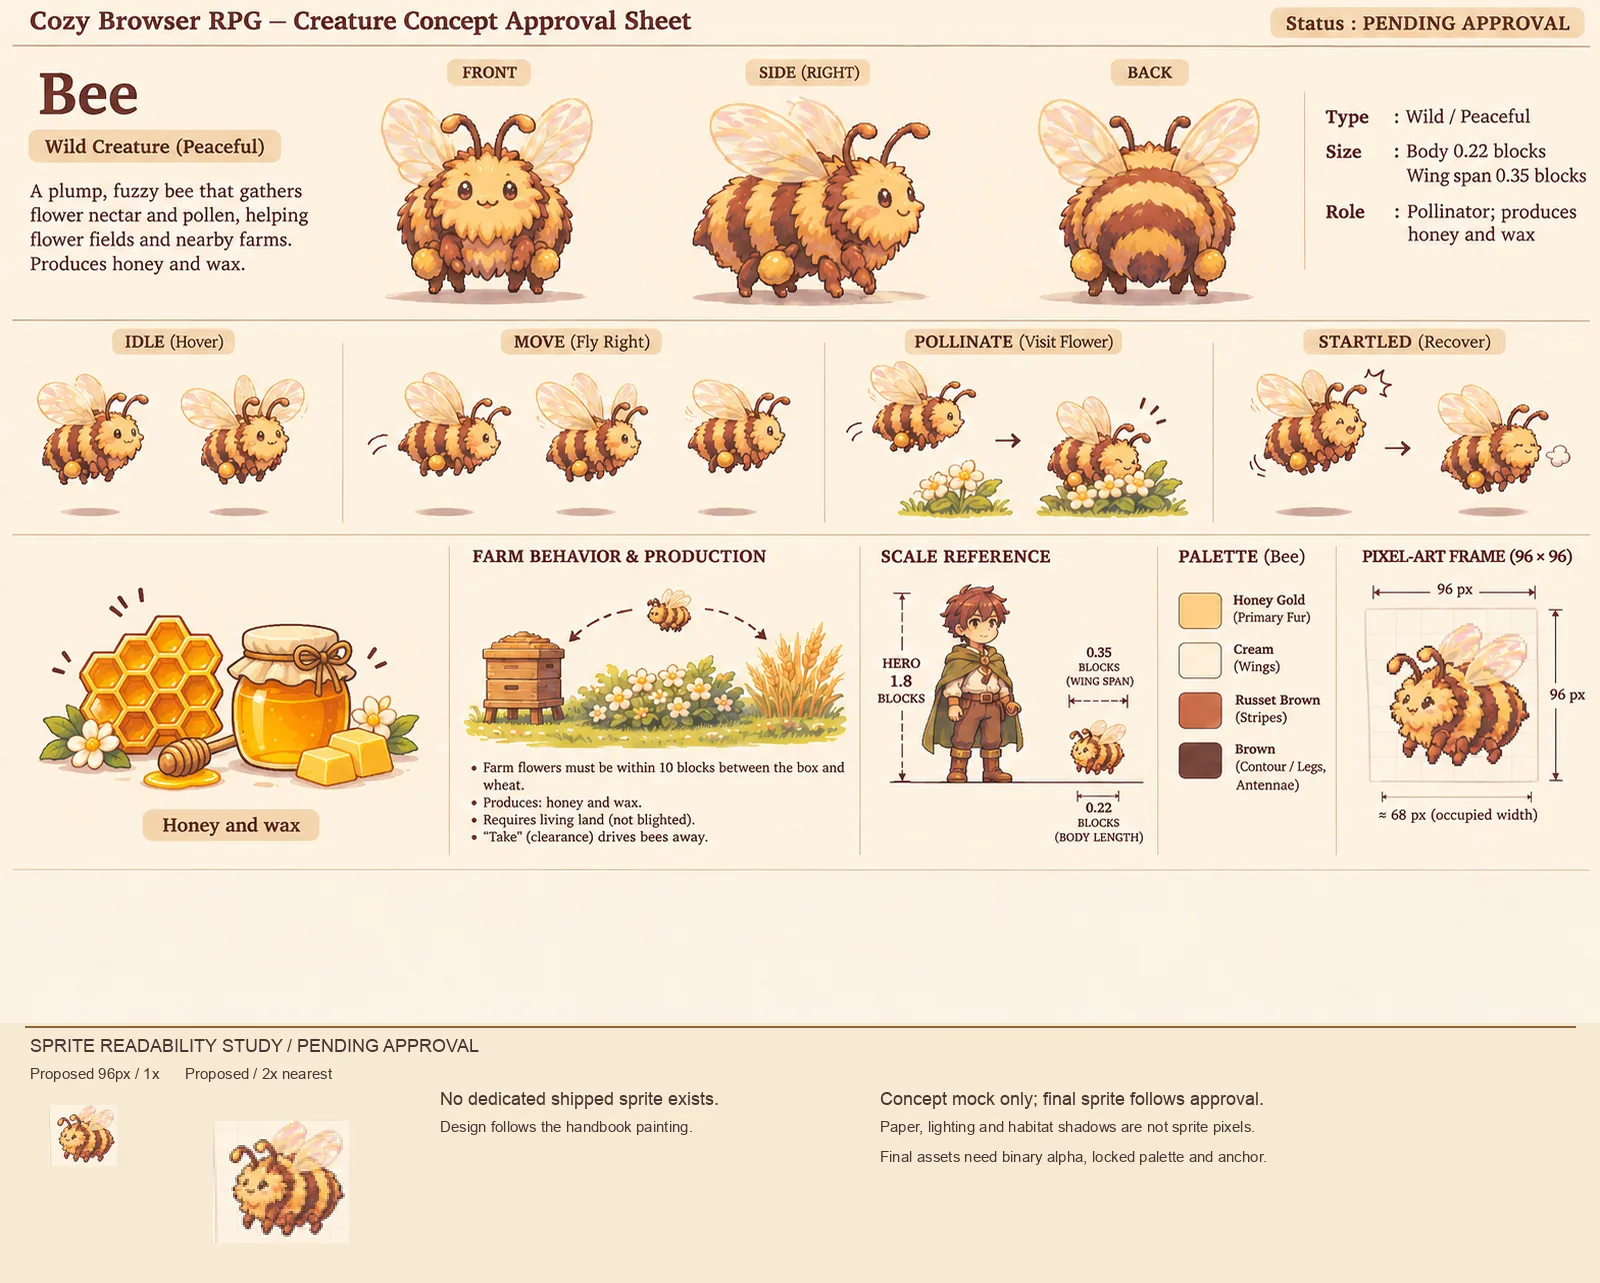 Cozy Browser RPG — Creature Concept Approval Sheet
Status : PENDING APPROVAL
Bee
Wild Creature (Peaceful)
A plump, fuzzy bee that gathers
flower nectar and pollen, helping
flower fields and nearby farms.
Produces honey and wax.
FRONT
SIDE (RIGHT)
BACK
Type : Wild / Peaceful
Size : Body 0.22 blocks
Wing span 0.35 blocks
Role : Pollinator; produces
honey and wax
IDLE (Hover)
MOVE (Fly Right)
POLLINATE (Visit Flower)
STARTLED (Recover)
Honey and wax
FARM BEHAVIOR & PRODUCTION
• Farm flowers must be within 10 blocks between the box and
wheat.
• Produces: honey and wax.
• Requires living land (not blighted).
• “Take” (clearance) drives bees away.
SCALE REFERENCE
HERO
1.8
BLOCKS
0.35
BLOCKS
(WING SPAN)
0.22
BLOCKS
(BODY LENGTH)
PALETTE (Bee)
Honey Gold
(Primary Fur)
Cream
(Wings)
Russet Brown
(Stripes)
Brown
(Contour / Legs,
Antennae)
PIXEL-ART FRAME (96 × 96)
96 px
96 px
≈ 68 px (occupied width)
SPRITE READABILITY STUDY / PENDING APPROVAL
Proposed 96px / 1x
Proposed / 2x nearest
No dedicated shipped sprite exists.
Design follows the handbook painting.
Concept mock only; final sprite follows approval.
Paper, lighting and habitat shadows are not sprite pixels.
Final assets need binary alpha, locked palette and anchor.